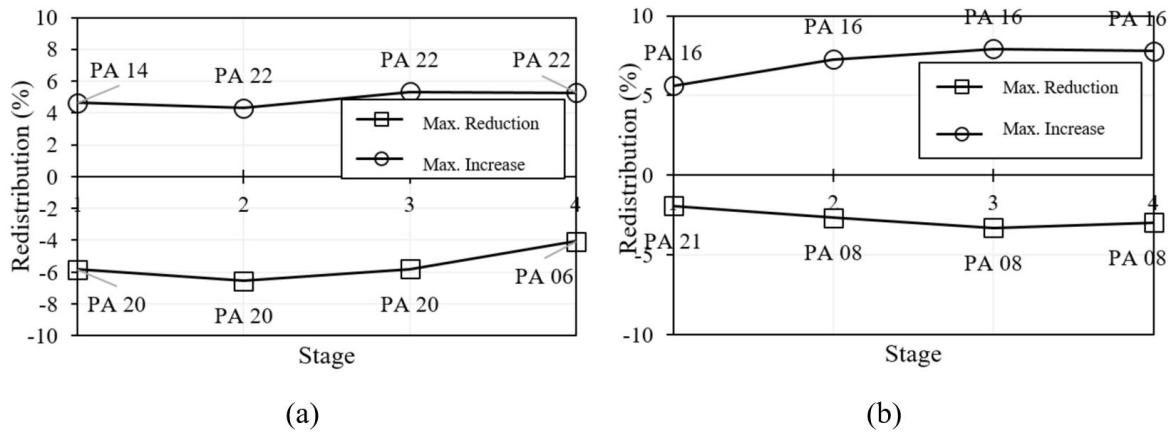 10
8
6
4
2
0
-2
-4
-6
-8
-10
Redistribution (%)
PA 14
PA 22
PA 22
PA 22
Max. Reduction
Max. Increase
1
2
3
4
PA 20
PA 20
PA 20
PA 06
Stage
(a)
10
5
0
-5
-10
Redistribution (%)
PA 16
PA 16
PA 16
PA 16
Max. Reduction
Max. Increase
1
2
3
4
PA 21
PA 08
PA 08
PA 08
Stage
(b)